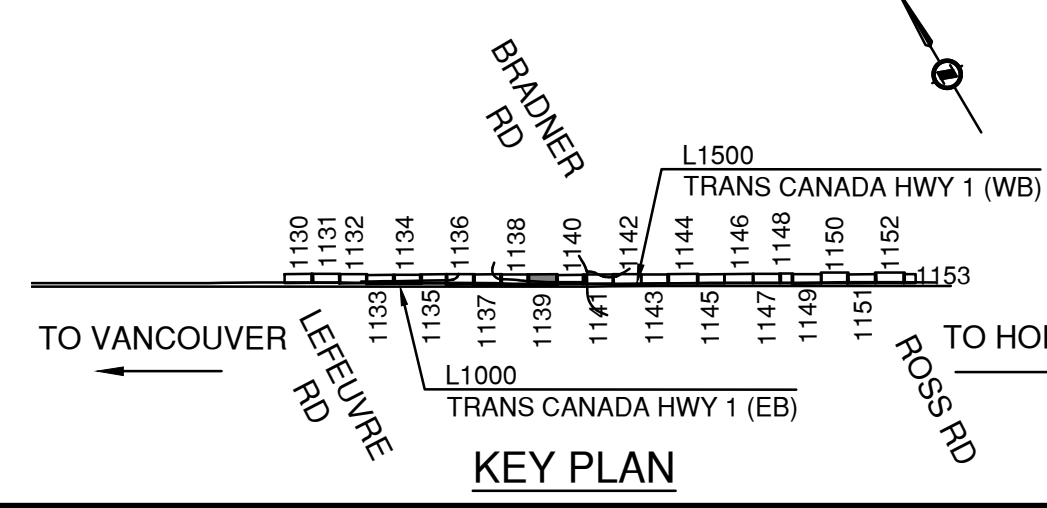 BRADNER
RD
L1500
TRANS CANADA HWY 1 (WB)
1130
1131
1132
1134
1136
1138
1140
1142
1144
1146
1148
1150
1152
1153
1133
1135
1137
1139
1141
1143
1145
1147
1149
1151
TO VANCOUVER
LEFEUVRE
RD
L1000
TRANS CANADA HWY 1 (EB)
ROSS RD
TO
KEY PLAN